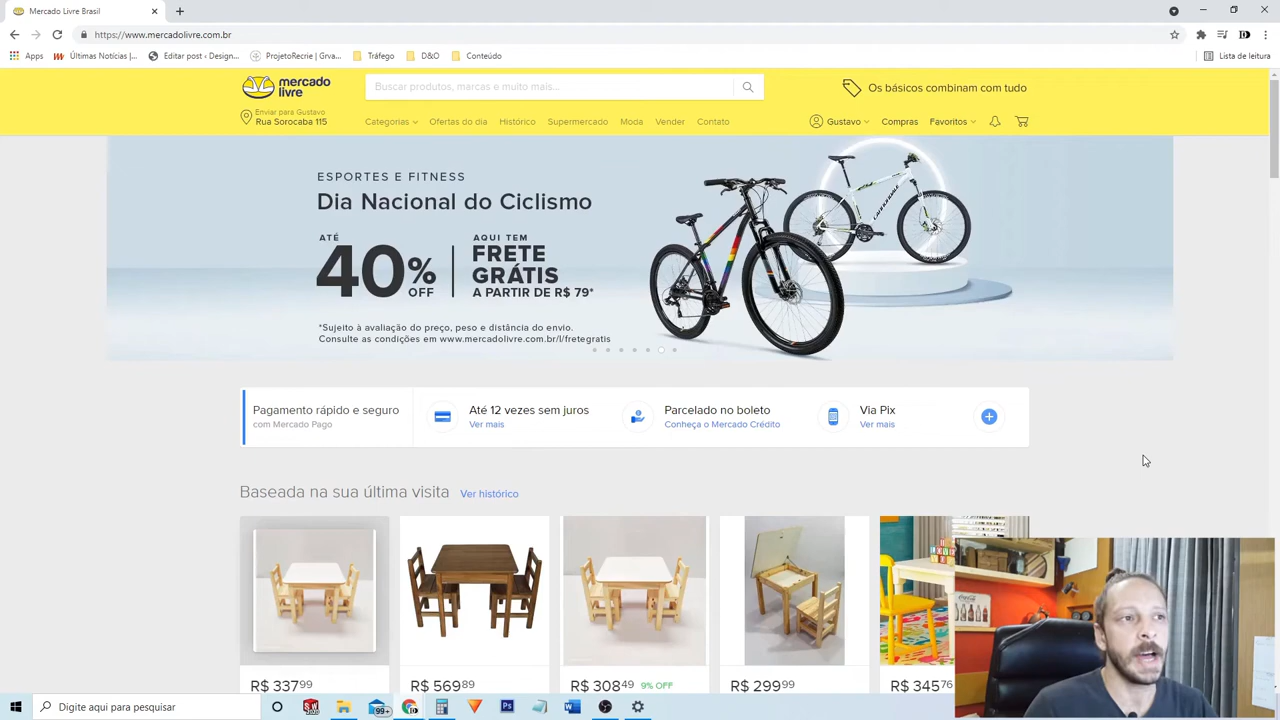 Mercado Livre Brasil
https://www.mercadolivre.com.br
Apps
Últimas Notícias |...
Editar post ‹ Design...
ProjetoRecrie | Grva...
Tráfego
D&O
Conteúdo
Lista de leitura
mercado
livre
Buscar produtos, marcas e muito mais...
Os básicos combinam com tudo
Enviar para Gustavo
Rua Sorocaba 115
Categorias
Ofertas do dia
Histórico
Supermercado
Moda
Vender
Contato
Gustavo
Compras
Favoritos
ESPORTES E FITNESS
Dia Nacional do Ciclismo
ATÉ
40% OFF
AQUI TEM
FRETE
GRÁTIS
A PARTIR DE R$ 79*
*Sujeito à avaliação do preço, peso e distância do envio.
Consulte as condições em www.mercadolivre.com.br/l/fretegratis
Pagamento rápido e seguro
com Mercado Pago
Até 12 vezes sem juros
Ver mais
Parcelado no boleto
Conheça o Mercado Crédito
Via Pix
Ver mais
Baseada na sua última visita
Ver histórico
R$ 337,99
R$ 569,89
R$ 308,49 9% OFF
R$ 299,99
R$ 345,76
Digite aqui para pesquisar
99+